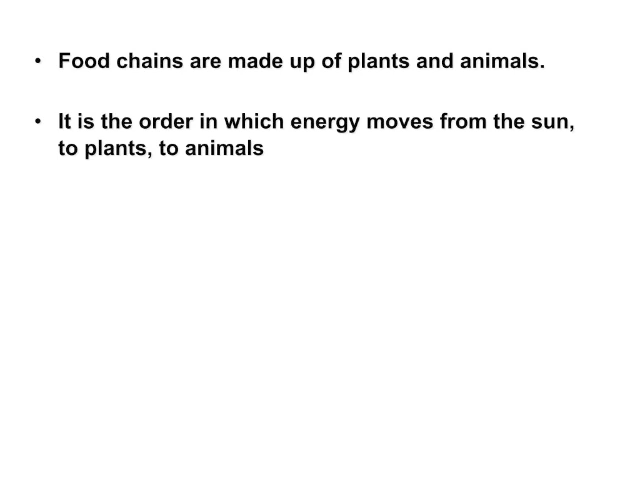 • Food chains are made up of plants and animals.
• It is the order in which energy moves from the sun,
to plants, to animals